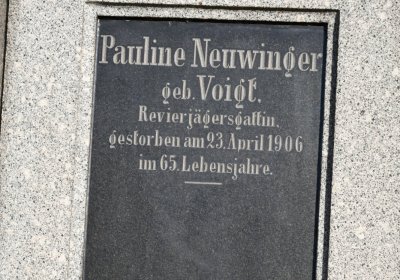 Pauline Neuwinger
geb. Voigt,
Revierjägersgattin,
gestorben am 23. April 1906
im 65. Lebensjahre.